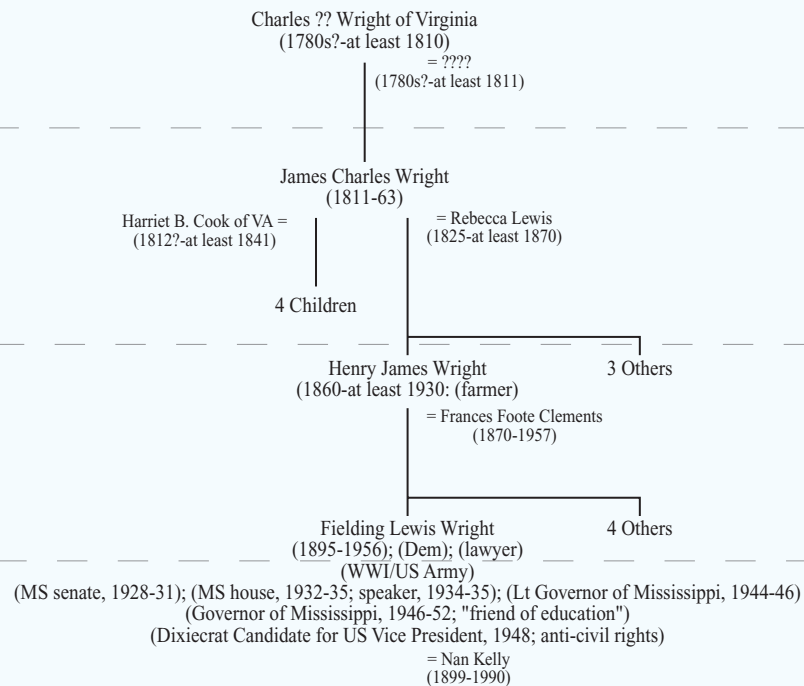 Charles ?? Wright of Virginia
(1780s?-at least 1810)
= ????
(1780s?-at least 1811)
James Charles Wright
(1811-63)
Harriet B. Cook of VA =
(1812?-at least 1841)
= Rebecca Lewis
(1825-at least 1870)
4 Children
Henry James Wright
(1860-at least 1930: (farmer)
3 Others
= Frances Foote Clements
(1870-1957)
Fielding Lewis Wright
(1895-1956); (Dem); (lawyer)
4 Others
(WWI/US Army)
(MS senate, 1928-31); (MS house, 1932-35; speaker, 1934-35); (Lt Governor of Mississippi, 1944-46)
(Governor of Mississippi, 1946-52; "friend of education")
(Dixiecrat Candidate for US Vice President, 1948; anti-civil rights)
= Nan Kelly
(1899-1990)